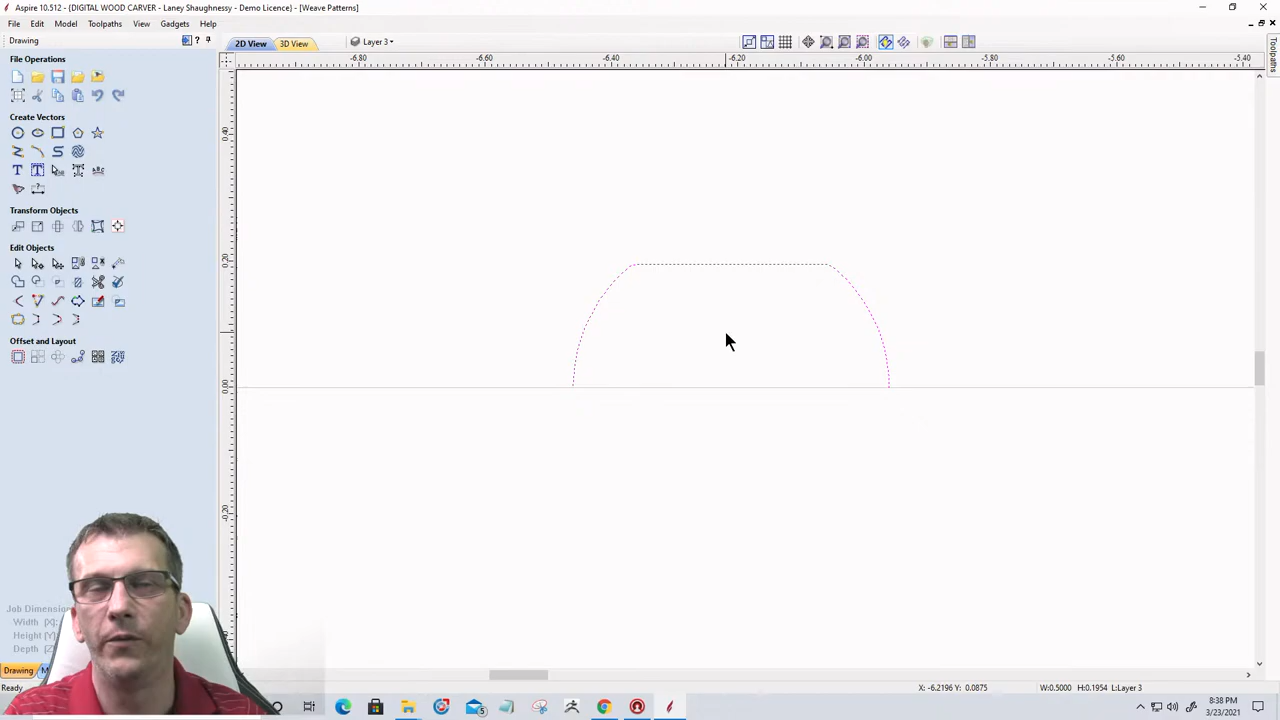 Aspire 10.512 - {DIGITAL WOOD CARVER - Laney Shaughnessy - Demo Licence} - [Weave Patterns]
File Edit Model Toolpaths View Gadgets Help
Drawing
2D View 3D View Layer 3
File Operations
-6.80 -6.60 -6.40 -6.20 -6.00 -5.80 -5.60 -5.40
Toolpaths
Create Vectors
0.40
Transform Objects
Edit Objects
0.20
Offset and Layout
0.00
-0.20
Job Dimens
Width [X]:
Height [Y]
Depth [Z]
Drawing M
Ready
X: -6.2196 Y: 0.0875
W:0.5000 H:0.1954 L:Layer 3
8:38 PM
3/23/2021